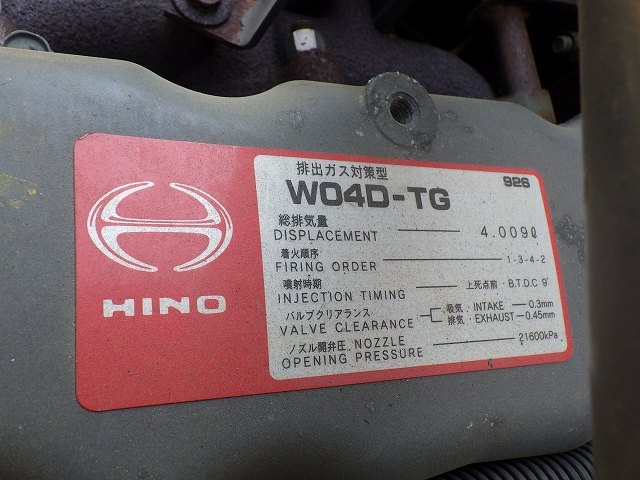 HINO
排出ガス対策型
926
W04D-TG
総排気量
DISPLACEMENT 4.009ℓ
着火順序
FIRING ORDER 1-3-4-2
噴射時期
INJECTION TIMING 上死点前・B.T.D.C 9°
バルブクリアランス
VALVE CLEARANCE
吸気・INTAKE 0.3mm
排気・EXHAUST 0.45mm
ノズル開弁圧, NOZZLE
OPENING PRESSURE 21600kPa